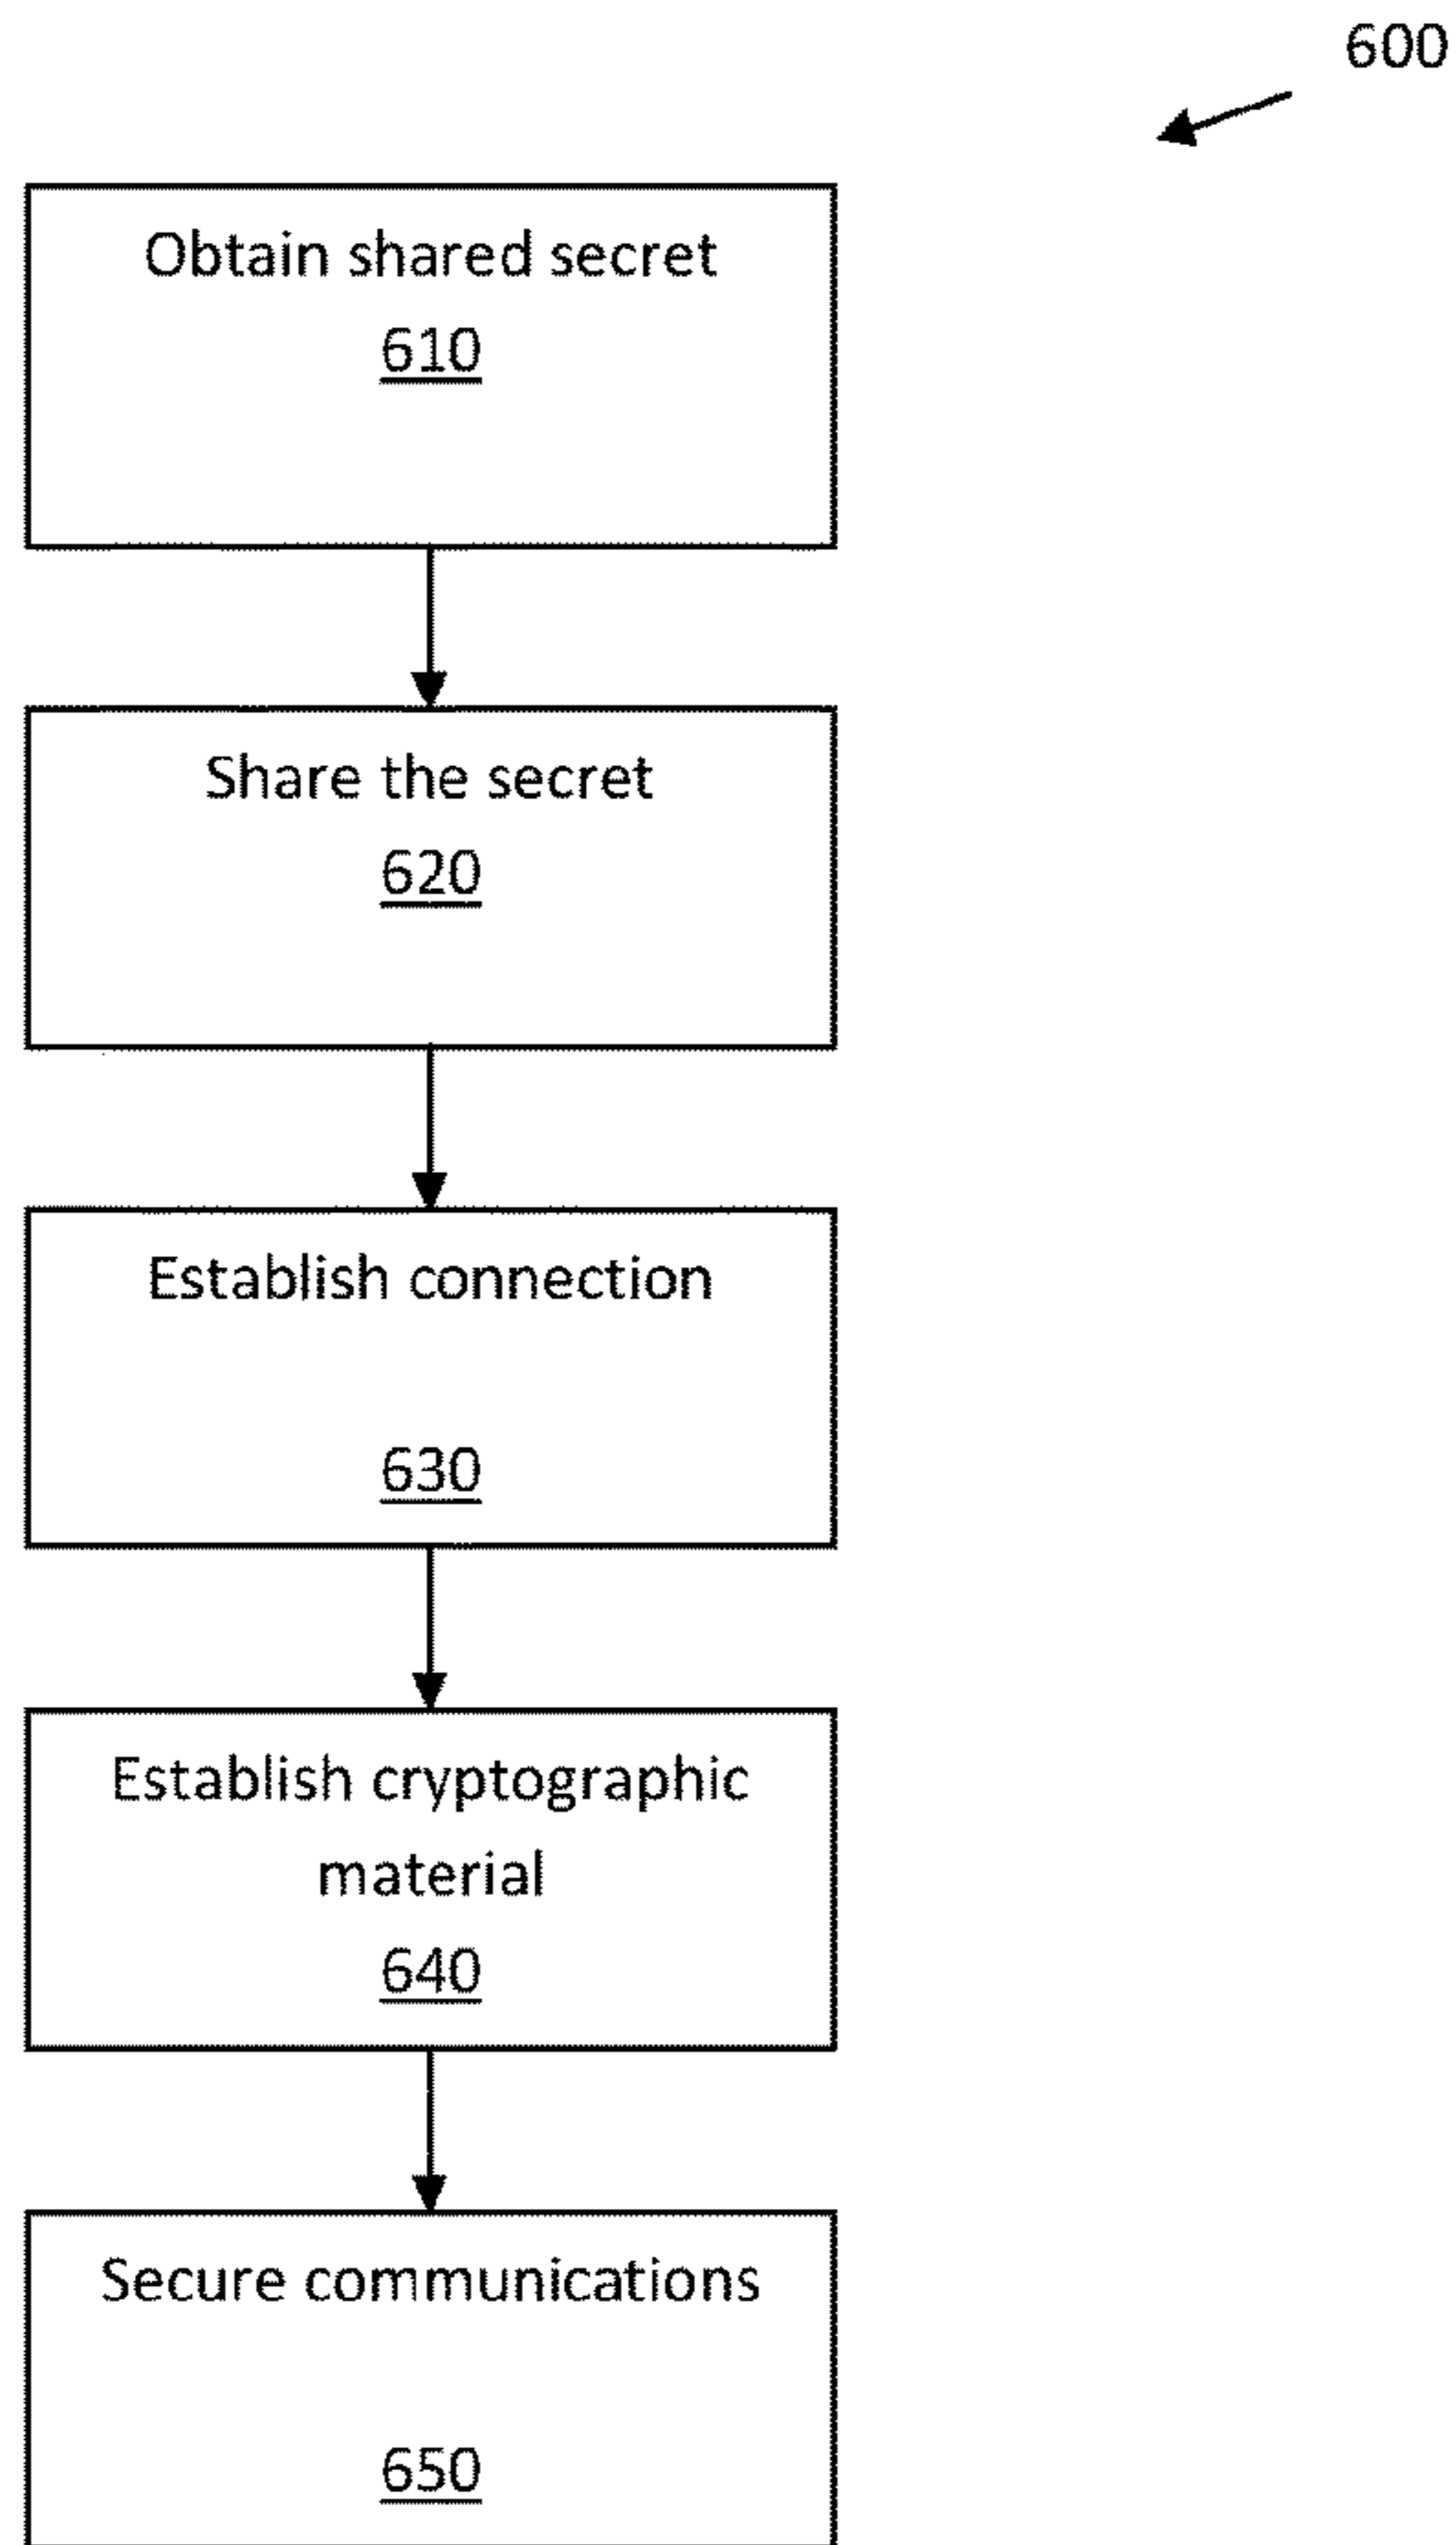 600
Obtain shared secret
610
Share the secret
620
Establish connection
630
Establish cryptographic
material
640
Secure communications
650